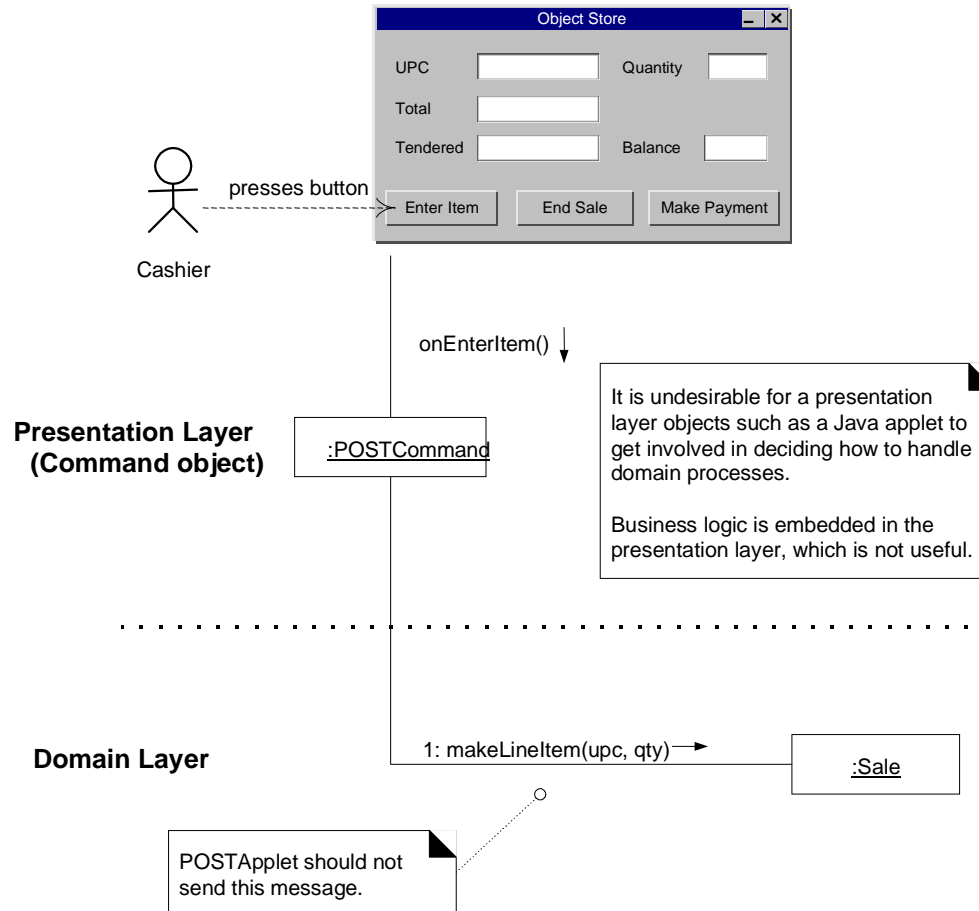 Object Store
UPC
Quantity
Total
Tendered
Balance
presses button
Enter Item
End Sale
Make Payment
Cashier
onEnterItem()
It is undesirable for a presentation
layer objects such as a Java applet to
get involved in deciding how to handle
domain processes.
Business logic is embedded in the
presentation layer, which is not useful.
Presentation Layer
(Command object)
:POSTCommand
1: makeLineItem(upc, qty)
Domain Layer
:Sale
POSTApplet should not
send this message.